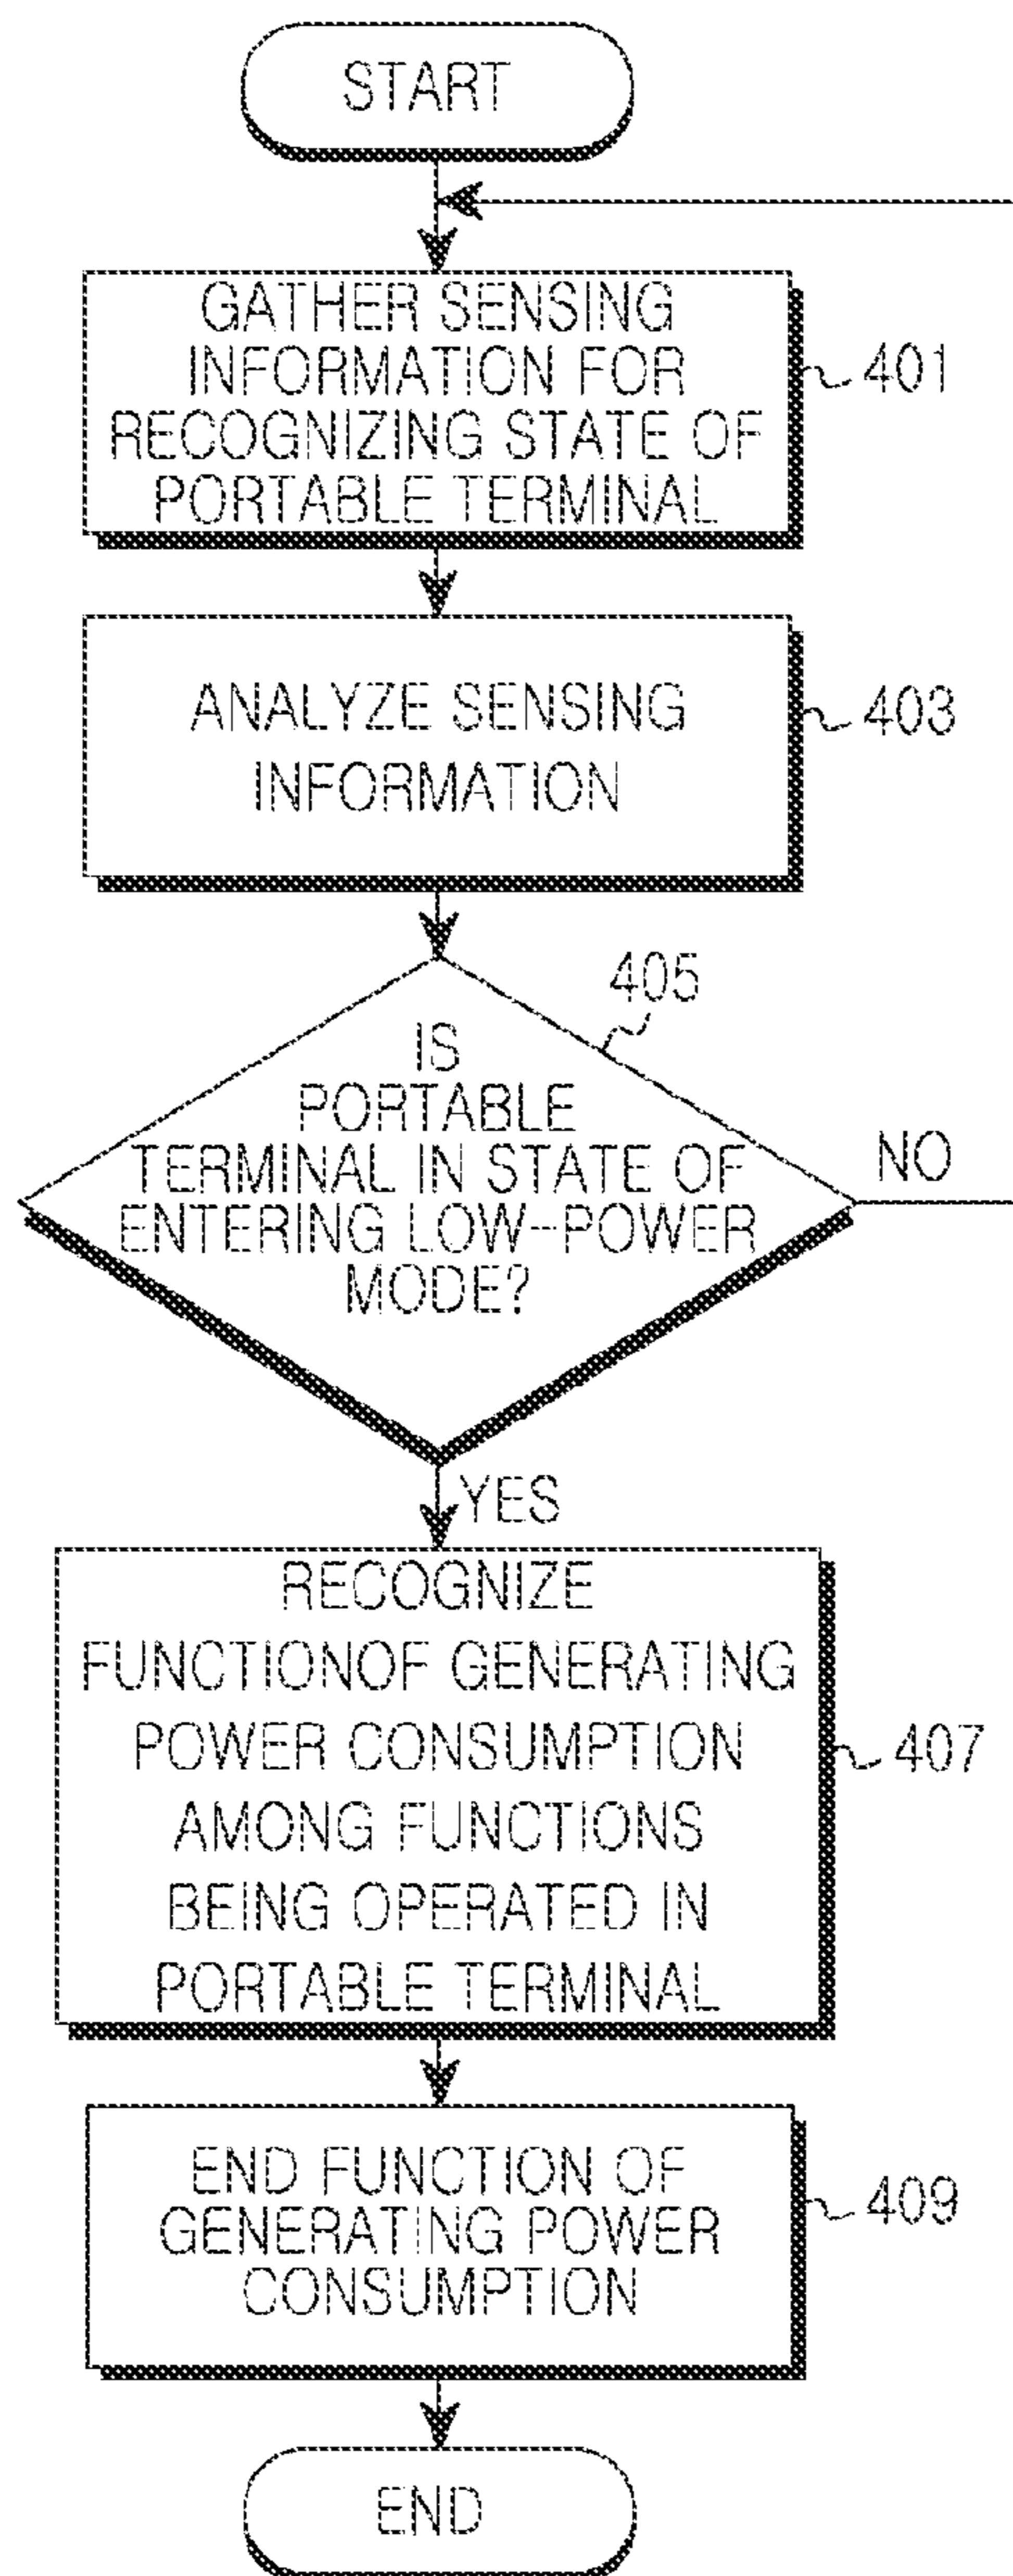 START
GATHER SENSING
INFORMATION FOR
RECOGNIZING STATE OF
PORTABLE TERMINAL
401
ANALYZE SENSING
INFORMATION
403
405
IS
PORTABLE
TERMINAL IN STATE OF
ENTERING LOW-POWER
MODE?
NO
YES
RECOGNIZE
FUNCTIONOF GENERATING
POWER CONSUMPTION
AMONG FUNCTIONS
BEING OPERATED IN
PORTABLE TERMINAL
407
END FUNCTION OF
GENERATING POWER
CONSUMPTION
409
END